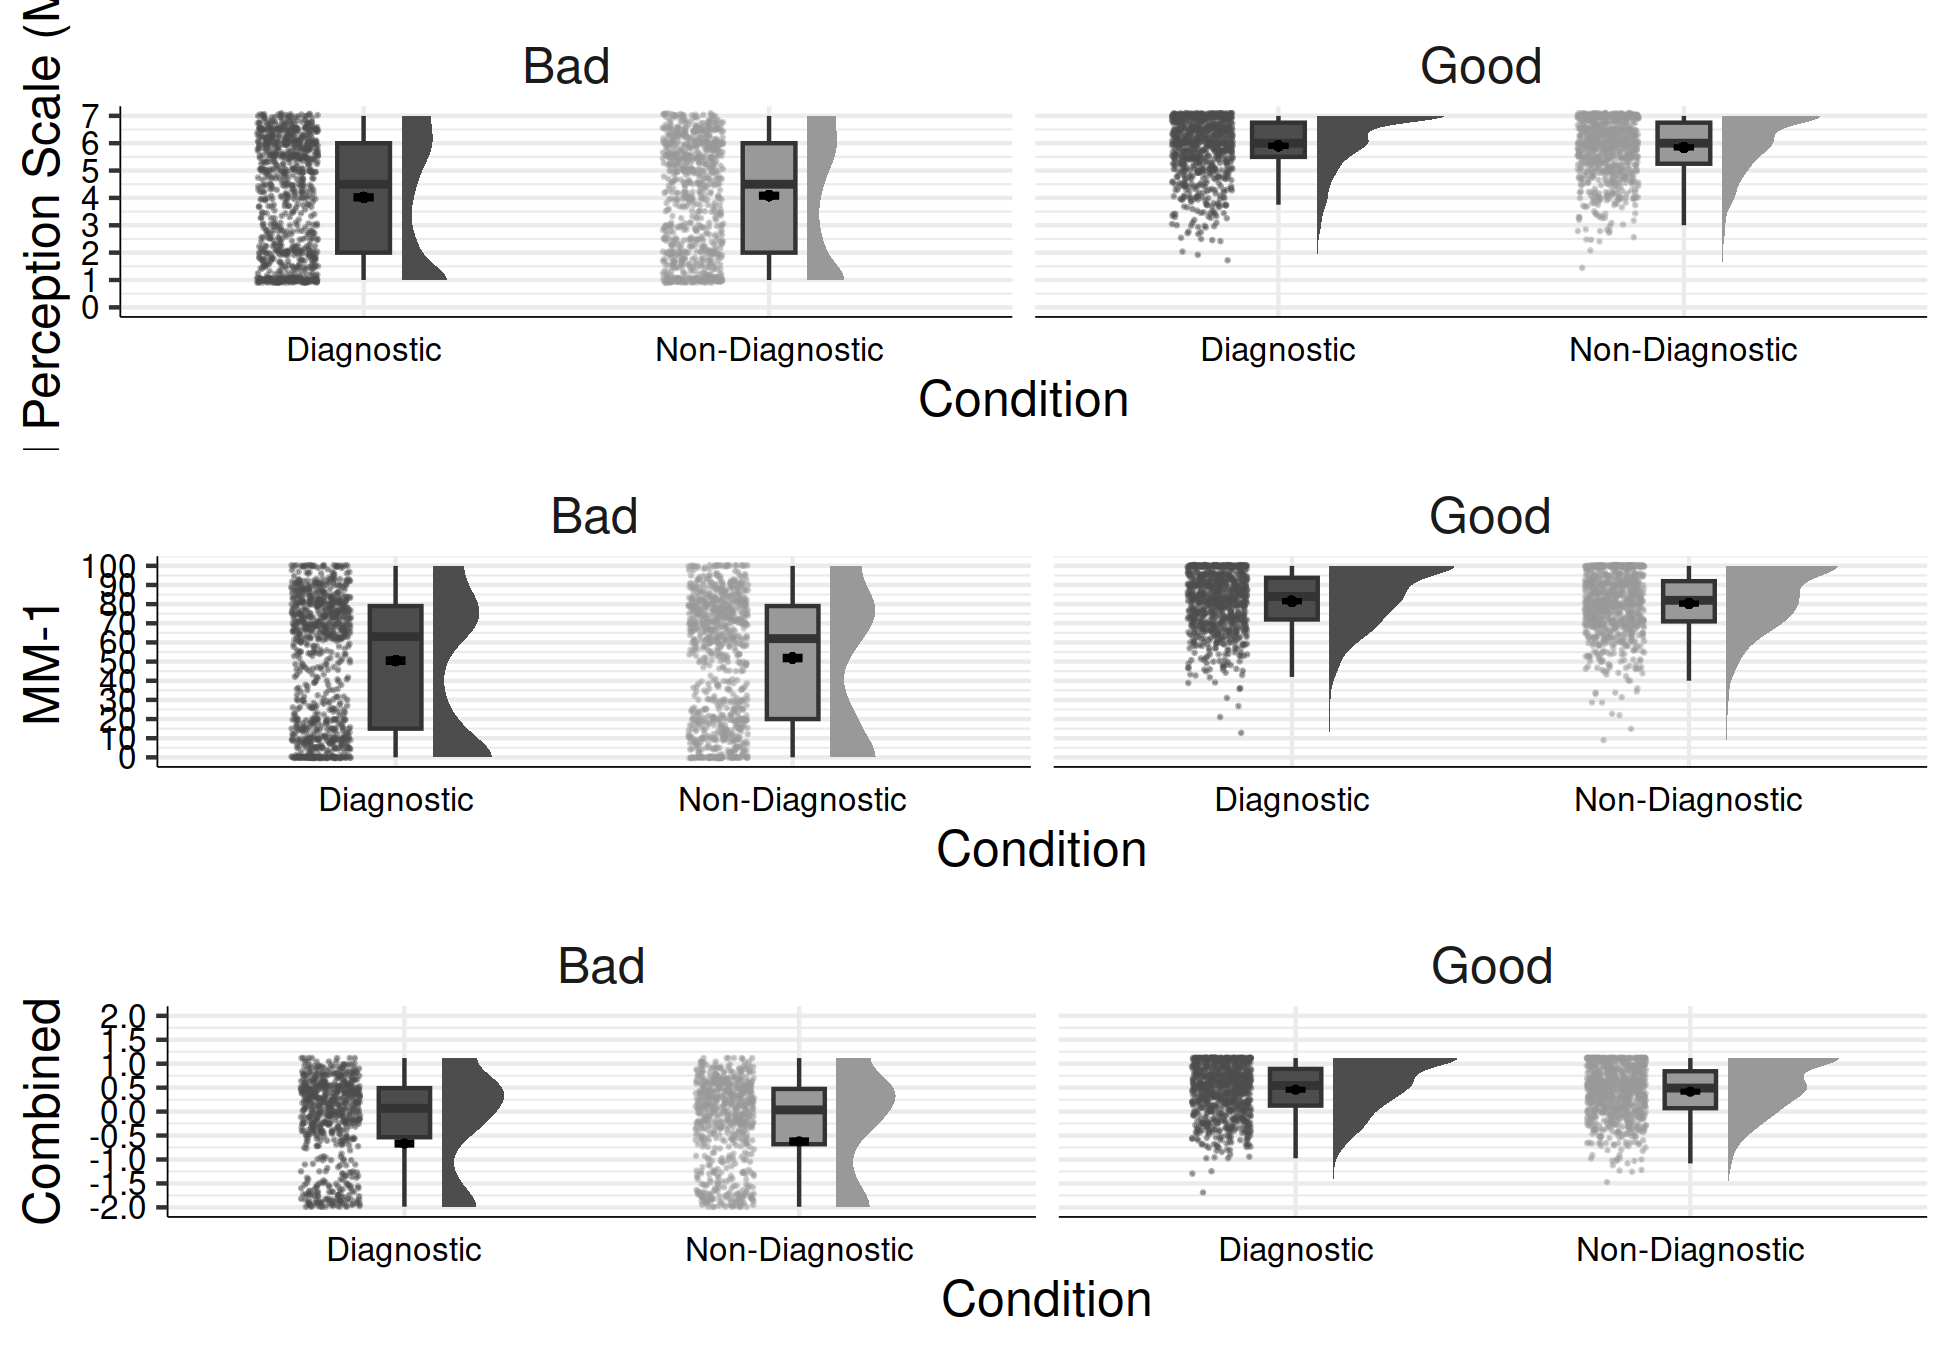 Perception Scale (M
Bad
Good
7
6
5
4
3
2
1
0
Diagnostic
Non-Diagnostic
Diagnostic
Non-Diagnostic
Condition
MM-1
Bad
Good
100
90
80
70
60
50
40
30
20
10
0
Diagnostic
Non-Diagnostic
Diagnostic
Non-Diagnostic
Condition
Combined
Bad
Good
2.0
1.5
1.0
0.5
0.0
-0.5
-1.0
-1.5
-2.0
Diagnostic
Non-Diagnostic
Diagnostic
Non-Diagnostic
Condition